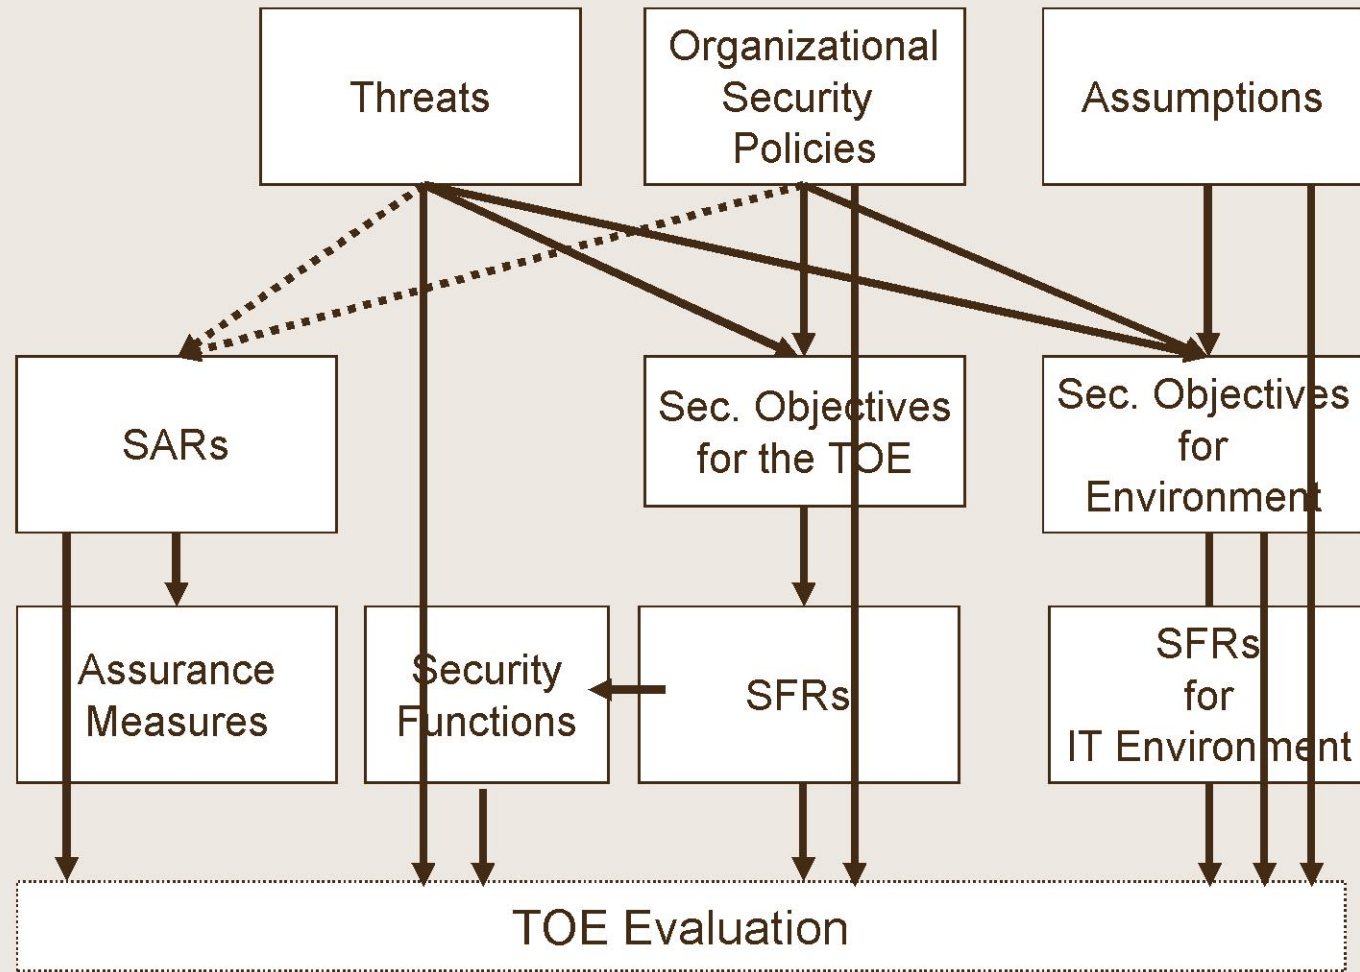 Threats
Organizational
Security
Policies
Assumptions
SARs
Sec. Objectives
for the TOE
Sec. Objectives
for
Environment
Assurance
Measures
Security
Functions
SFRs
SFRs
for
IT Environment
TOE Evaluation